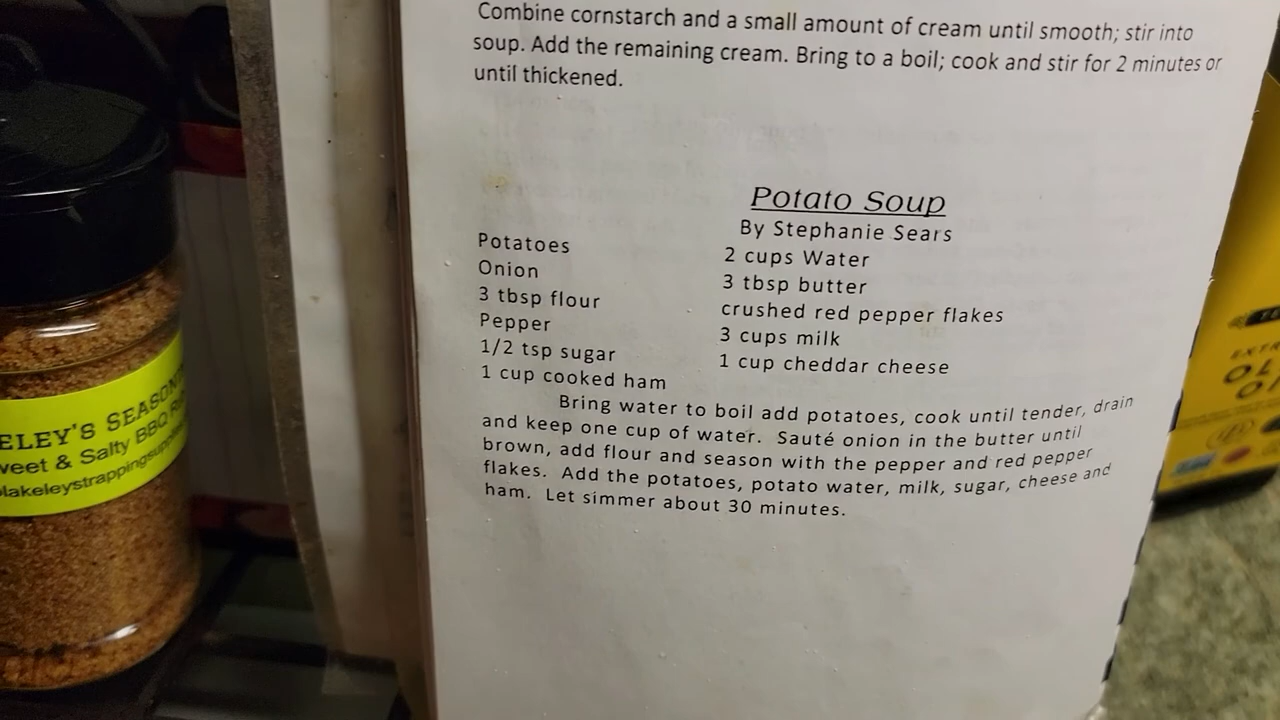 Combine cornstarch and a small amount of cream until smooth; stir into
soup. Add the remaining cream. Bring to a boil; cook and stir for 2 minutes or
until thickened.
Potato Soup
By Stephanie Sears
Potatoes
Onion
3 tbsp flour
Pepper
1/2 tsp sugar
1 cup cooked ham
2 cups Water
3 tbsp butter
crushed red pepper flakes
3 cups milk
1 cup cheddar cheese
Bring water to boil add potatoes, cook until tender, drain
and keep one cup of water. Sauté onion in the butter until
brown, add flour and season with the pepper and red pepper
flakes. Add the potatoes, potato water, milk, sugar, cheese and
ham. Let simmer about 30 minutes.
ELEY'S SEASON
weet & Salty BBQ
lakeleystrappingsupplie
EXTR
OL
O